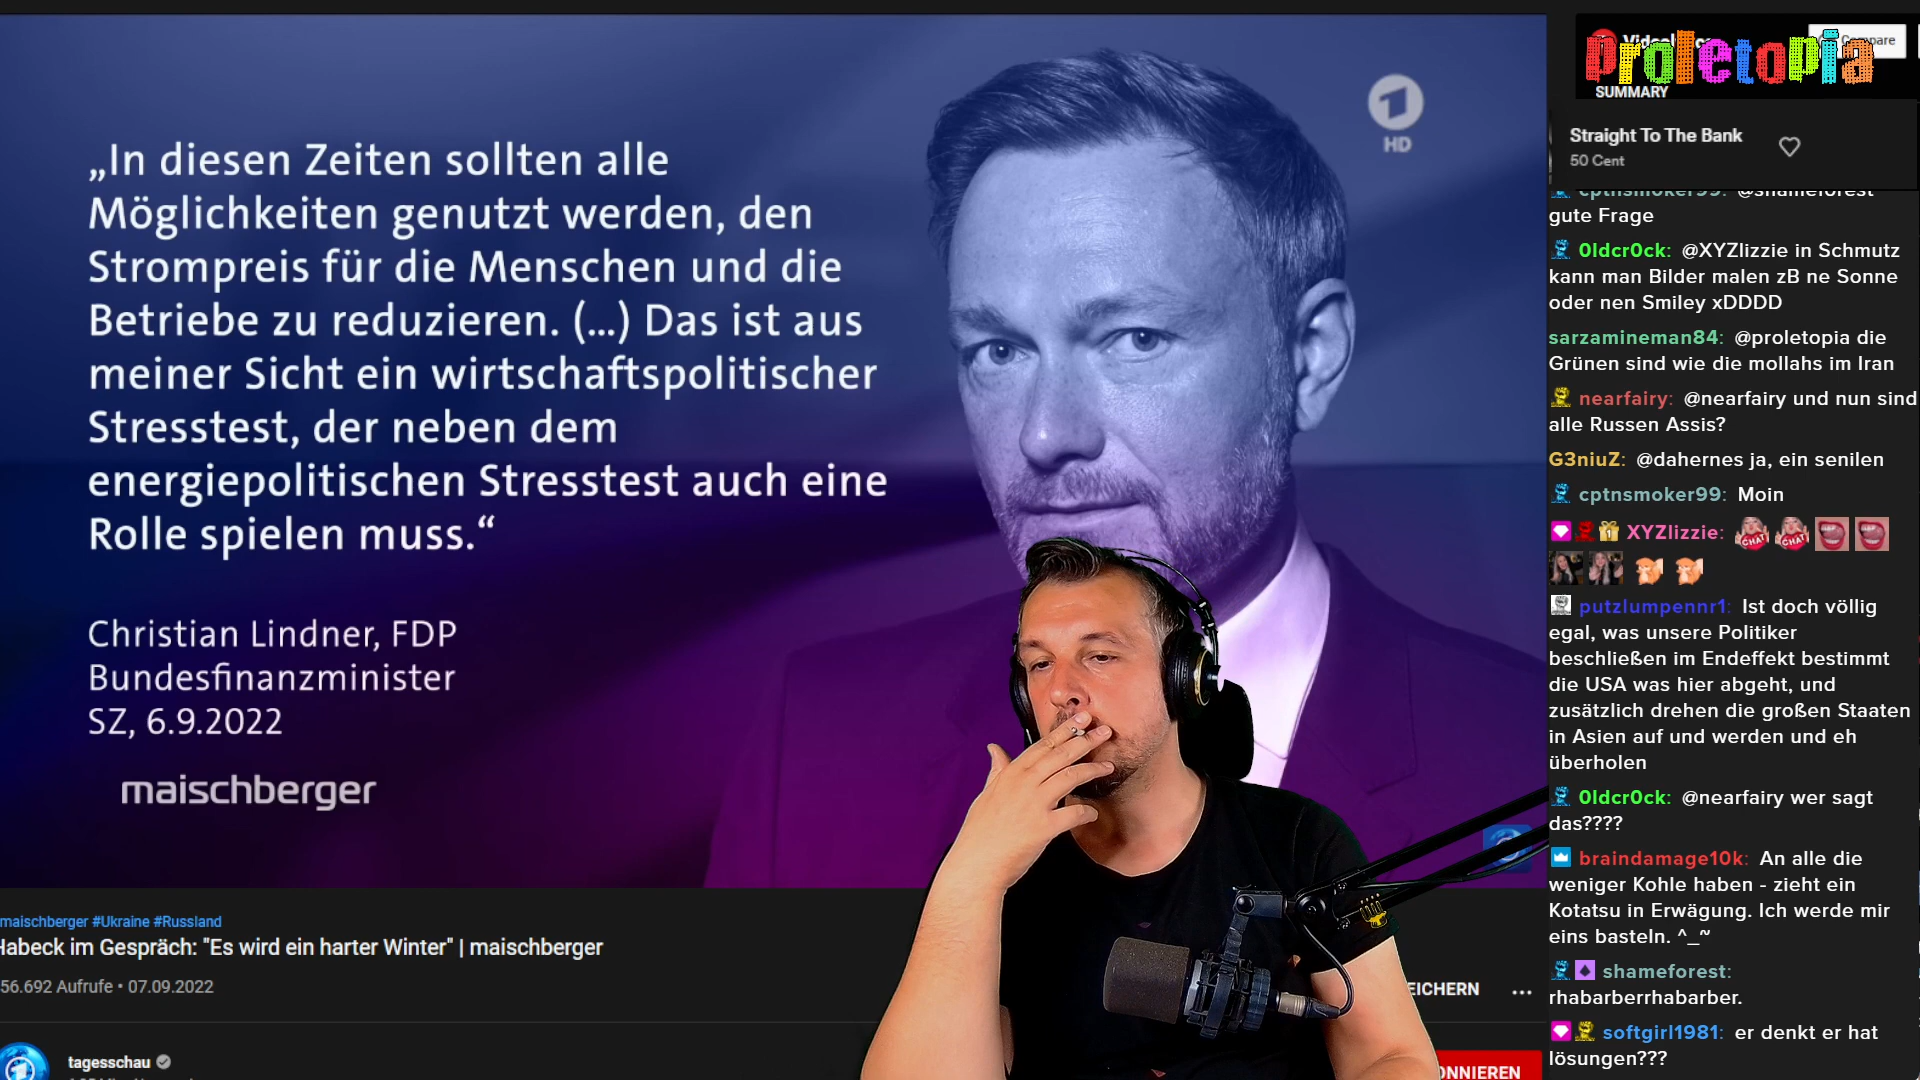 „In diesen Zeiten sollten alle
Möglichkeiten genutzt werden, den
Strompreis für die Menschen und die
Betriebe zu reduzieren. (...) Das ist aus
meiner Sicht ein wirtschaftspolitischer
Stresstest, der neben dem
energiepolitischen Stresstest auch eine
Rolle spielen muss.“
Christian Lindner, FDP
Bundesfinanzminister
SZ, 6.9.2022
maischberger
1
HD
maischberger #Ukraine #Russland
Habeck im Gespräch: "Es wird ein harter Winter" | maischberger
56.692 Aufrufe • 07.09.2022
EICHERN
...
tagesschau
ONNIEREN
Proletopia
Compare
SUMMARY
Straight To The Bank
50 Cent
cptnsmoker99: @shameforest
gute Frage
0ldcr0ck: @XYZlizzie in Schmutz
kann man Bilder malen zB ne Sonne
oder nen Smiley xDDDD
sarzamineman84: @proletopia die
Grünen sind wie die mollahs im Iran
nearfairy: @nearfairy und nun sind
alle Russen Assis?
G3niuZ: @dahernes ja, ein senilen
cptnsmoker99: Moin
XYZlizzie: CHAT CHAT
putzlumpennr1: Ist doch völlig
egal, was unsere Politiker
beschließen im Endeffekt bestimmt
die USA was hier abgeht, und
zusätzlich drehen die großen Staaten
in Asien auf und werden und eh
überholen
0ldcr0ck: @nearfairy wer sagt
das????
braindamage10k: An alle die
weniger Kohle haben - zieht ein
Kotatsu in Erwägung. Ich werde mir
eins basteln. ^_~
shameforest:
rhabarberrhabarber.
softgirl1981: er denkt er hat
lösungen???